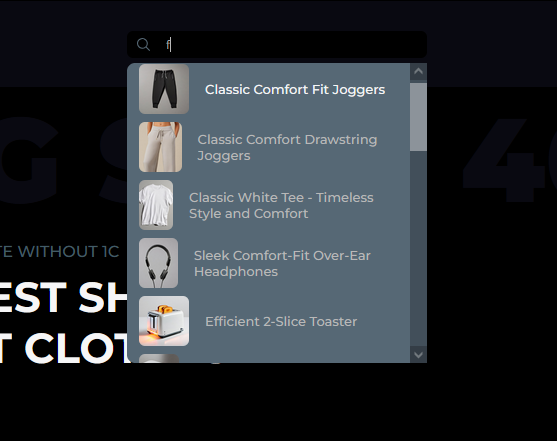 f
G S
40
Classic Comfort Fit Joggers
Classic Comfort Drawstring
Joggers
Classic White Tee - Timeless
Style and Comfort
TE WITHOUT 1C
Sleek Comfort-Fit Over-Ear
Headphones
EST SH
Efficient 2-Slice Toaster
T CLOT